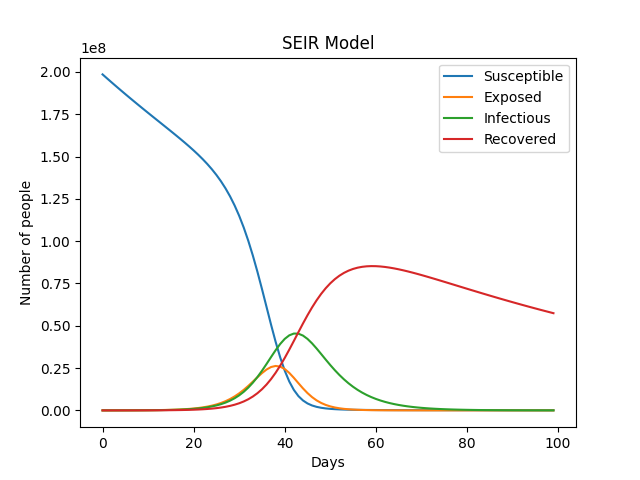 SEIR Model
1e8
2.00
1.75
1.50
1.25
1.00
0.75
0.50
0.25
0.00
Number of people
Susceptible
Exposed
Infectious
Recovered
0 20 40 60 80 100
Days